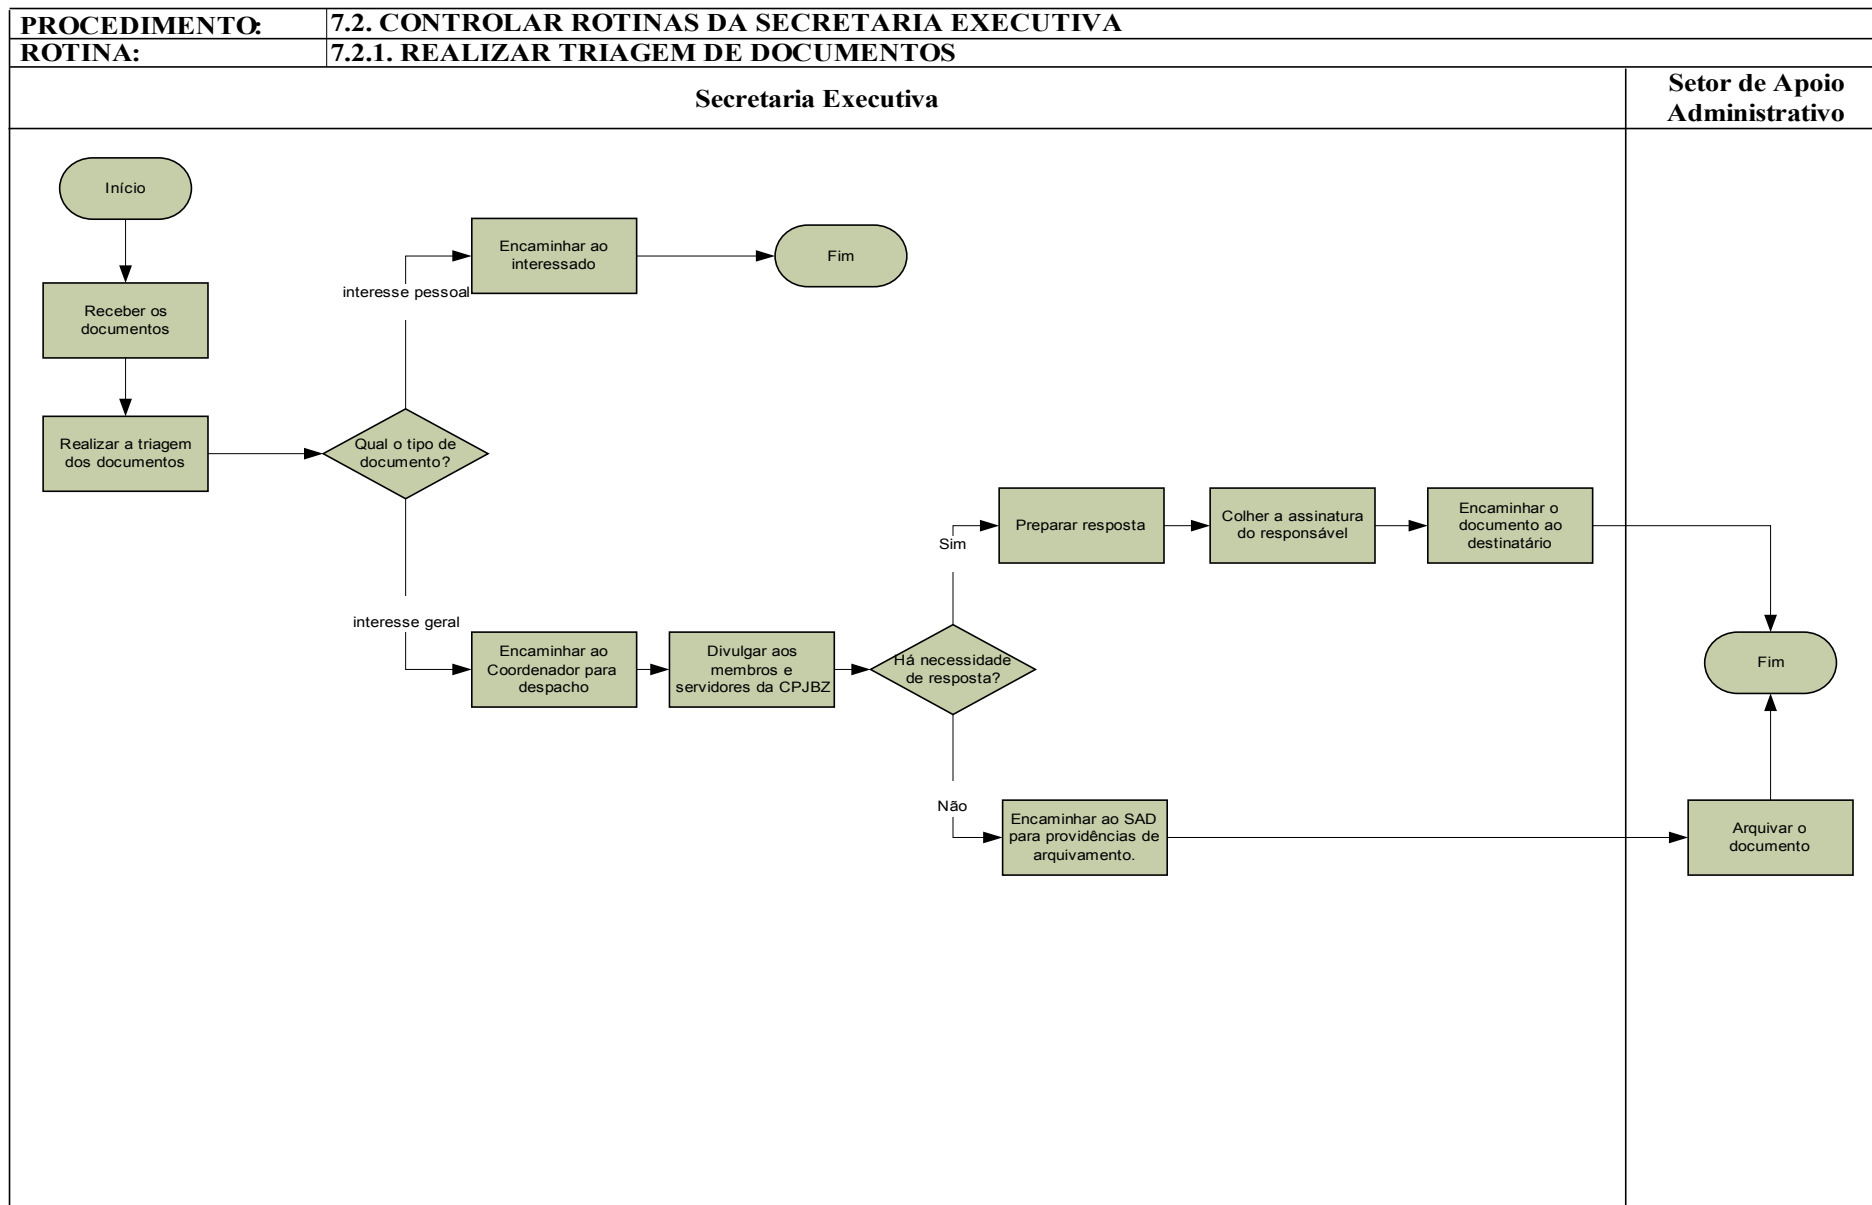 PROCEDIMENTO:
7.2. CONTROLAR ROTINAS DA SECRETARIA EXECUTIVA
ROTINA:
7.2.1. REALIZAR TRIAGEM DE DOCUMENTOS
Secretaria Executiva
Setor de Apoio
Administrativo
Início
Receber os
documentos
Realizar a triagem
dos documentos
Qual o tipo de
documento?
interesse pessoal
Encaminhar ao
interessado
Fim
interesse geral
Encaminhar ao
Coordenador para
despacho
Divulgar aos
membros e
servidores da CPJBZ
Há necessidade
de resposta?
Sim
Preparar resposta
Colher a assinatura
do responsável
Encaminhar o
documento ao
destinatário
Fim
Não
Encaminhar ao SAD
para providências de
arquivamento.
Arquivar o
documento